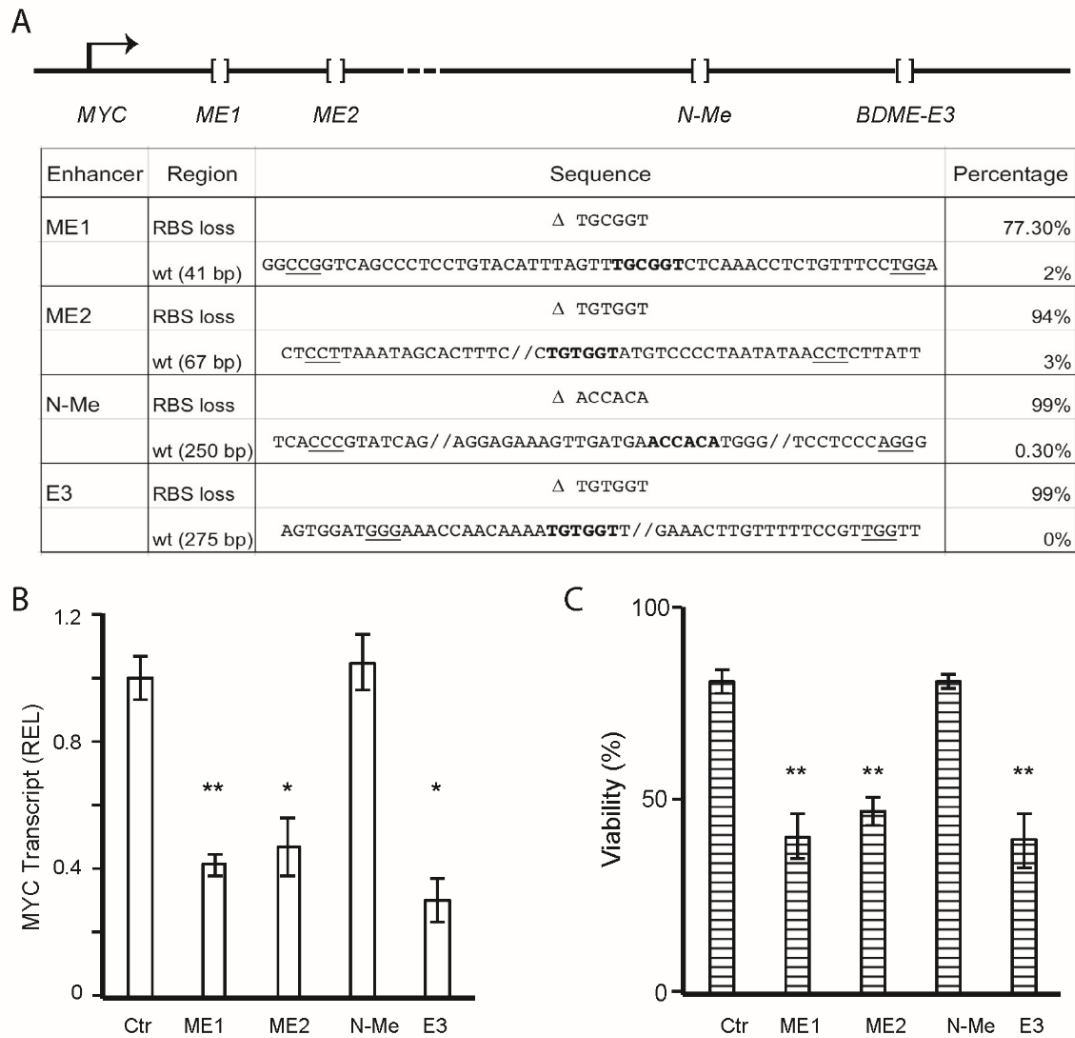 A
MYC ME1 ME2 N-Me BDME-E3
Enhancer Region Sequence Percentage
ME1 RBS loss Δ TGCGGT 77.30%
wt (41 bp) GGCCGGTCAGCCCTCCTGTACATTTAGTTTGCGGTCTCAAACCTCTGTTTCCTGGA 2%
ME2 RBS loss Δ TGTGGT 94%
wt (67 bp) CTCCTTAAATAGCACTTTC//CTGTGGTATGTCCCCTAATATAACCTCTTATT 3%
N-Me RBS loss Δ ACCACA 99%
wt (250 bp) TCACCCGTATCAG//AGGAGAAAGTTGATGAACCACATGGG//TCCTCCCAGGG 0.30%
E3 RBS loss Δ TGTGGT 99%
wt (275 bp) AGTGGATGGGAAACCAACAAAATGTGGTT//GAAACTTGTTTTTCCGTTGGTT 0%
B
MYC Transcript (REL)
1.2
0.8
0.4
0
** * *
Ctr ME1 ME2 N-Me E3
C
Viability (%)
100
50
0
** ** **
Ctr ME1 ME2 N-Me E3